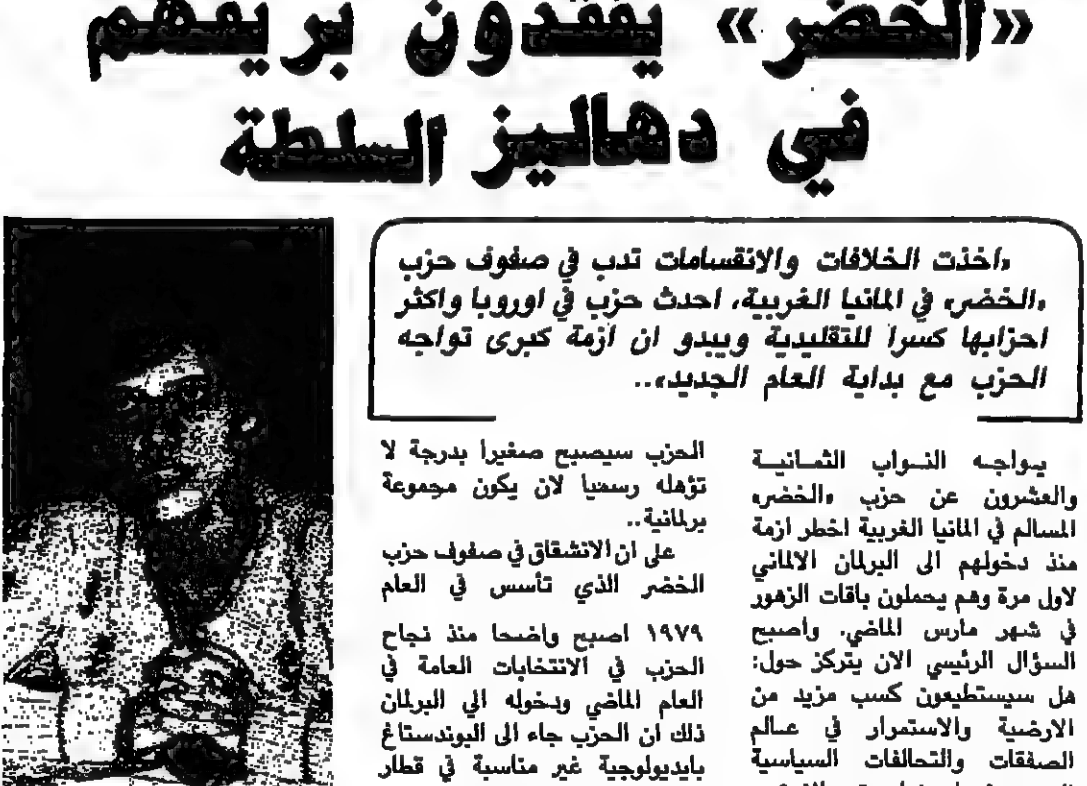 «الخضر» يفقدون بريقهم
في دهاليز السلطة
«اخذت الخلافات والانقسامات تدب في صفوف حزب
«الخضر» في المانيا الغربية، احدث حزب في اوروبا واكثر
احزابها كسرا للتقليدية ويبدو ان ازمة كبرى تواجه
الحزب مع بداية العام الجديد»..
يـواجـه النـواب الثمـانيـة
والعشرون عن حزب «الخضر»
المسالم في المانيا الغربية اخطر ازمة
منذ دخولهم الى البرلمان الالماني
لاول مرة وهم يحملون باقات الزهور
في شهر مارس الماضي. واصبح
السؤال الرئيسي الان يتركز حول:
هل سيستطيعون كسب مزيد من
الارضية والاستمرار في عـالم
الصفقات والتحالفات السياسية
الحزب سيصبح صغيرا بدرجة لا
تؤهله رسميا لان يكون مجموعة
برلمانية..
على ان الانشقاق في صفوف حزب
الخضر الذي تأسس في العام
١٩٧٩ اصبح واضحا منذ نجاح
الحزب في الانتخابات العامة في
العام الماضي ودخوله الي البرلمان
ذلك ان الحزب جاء الى البوندستاغ
بايديولوجية غير مناسبة في قطار